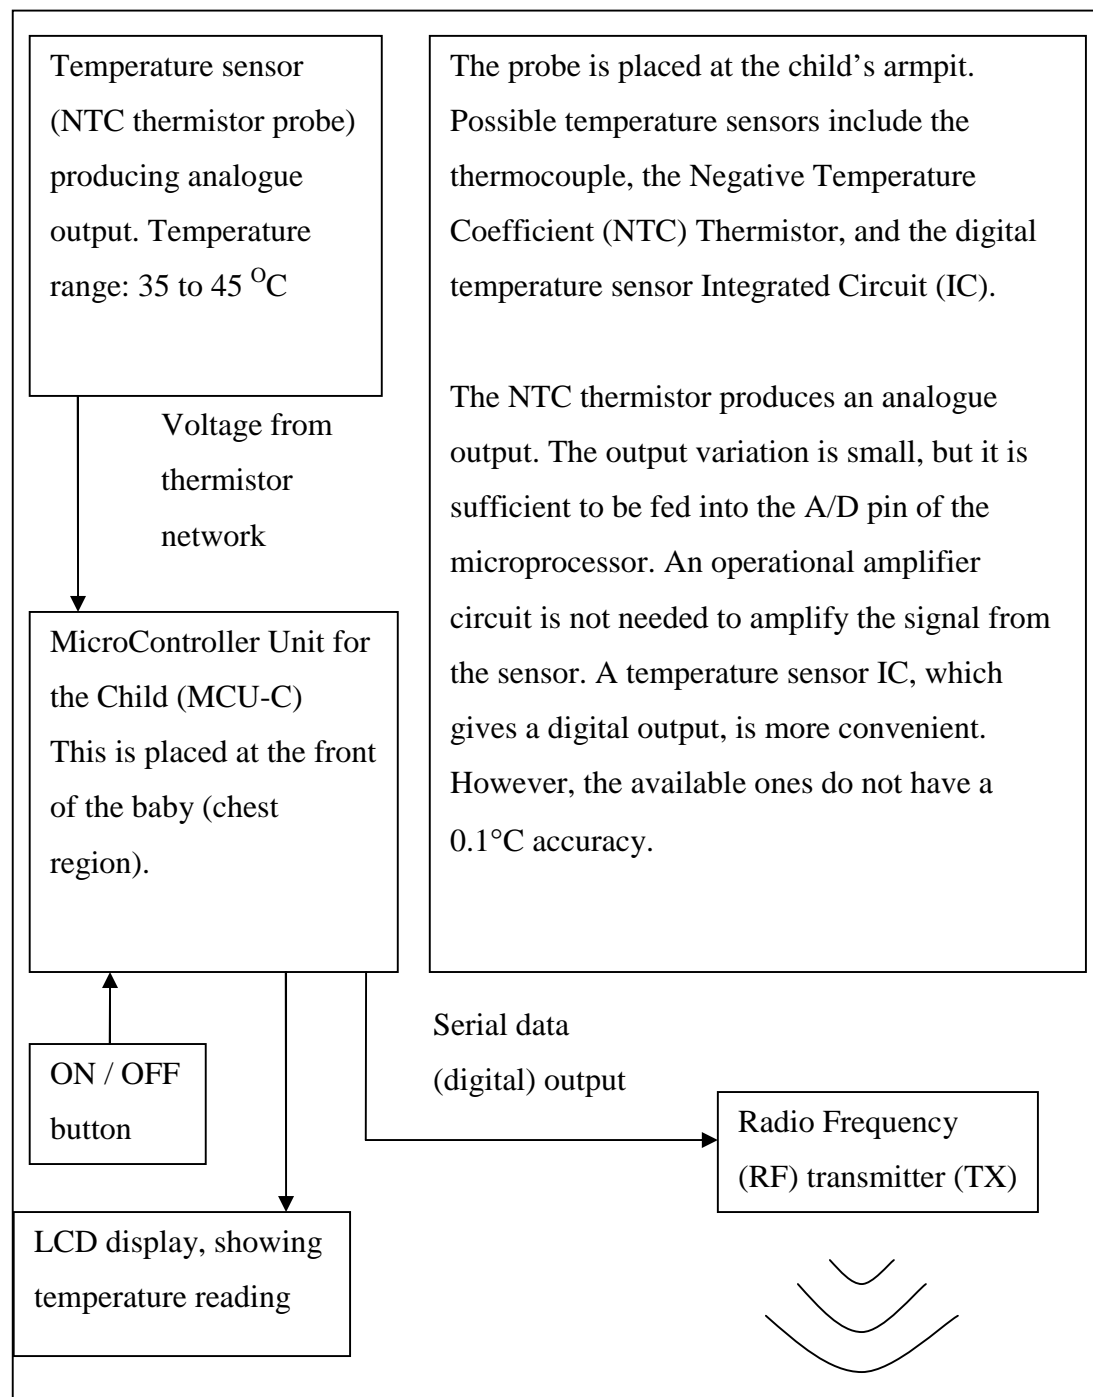 Temperature sensor
(NTC thermistor probe)
producing analogue
output. Temperature
range: 35 to 45 ᴼC
The probe is placed at the child’s armpit.
Possible temperature sensors include the
thermocouple, the Negative Temperature
Coefficient (NTC) Thermistor, and the digital
temperature sensor Integrated Circuit (IC).
The NTC thermistor produces an analogue
output. The output variation is small, but it is
sufficient to be fed into the A/D pin of the
microprocessor. An operational amplifier
circuit is not needed to amplify the signal from
the sensor. A temperature sensor IC, which
gives a digital output, is more convenient.
However, the available ones do not have a
0.1°C accuracy.
Voltage from
thermistor
network
MicroController Unit for
the Child (MCU-C)
This is placed at the front
of the baby (chest
region).
ON / OFF
button
Serial data
(digital) output
Radio Frequency
(RF) transmitter (TX)
LCD display, showing
temperature reading